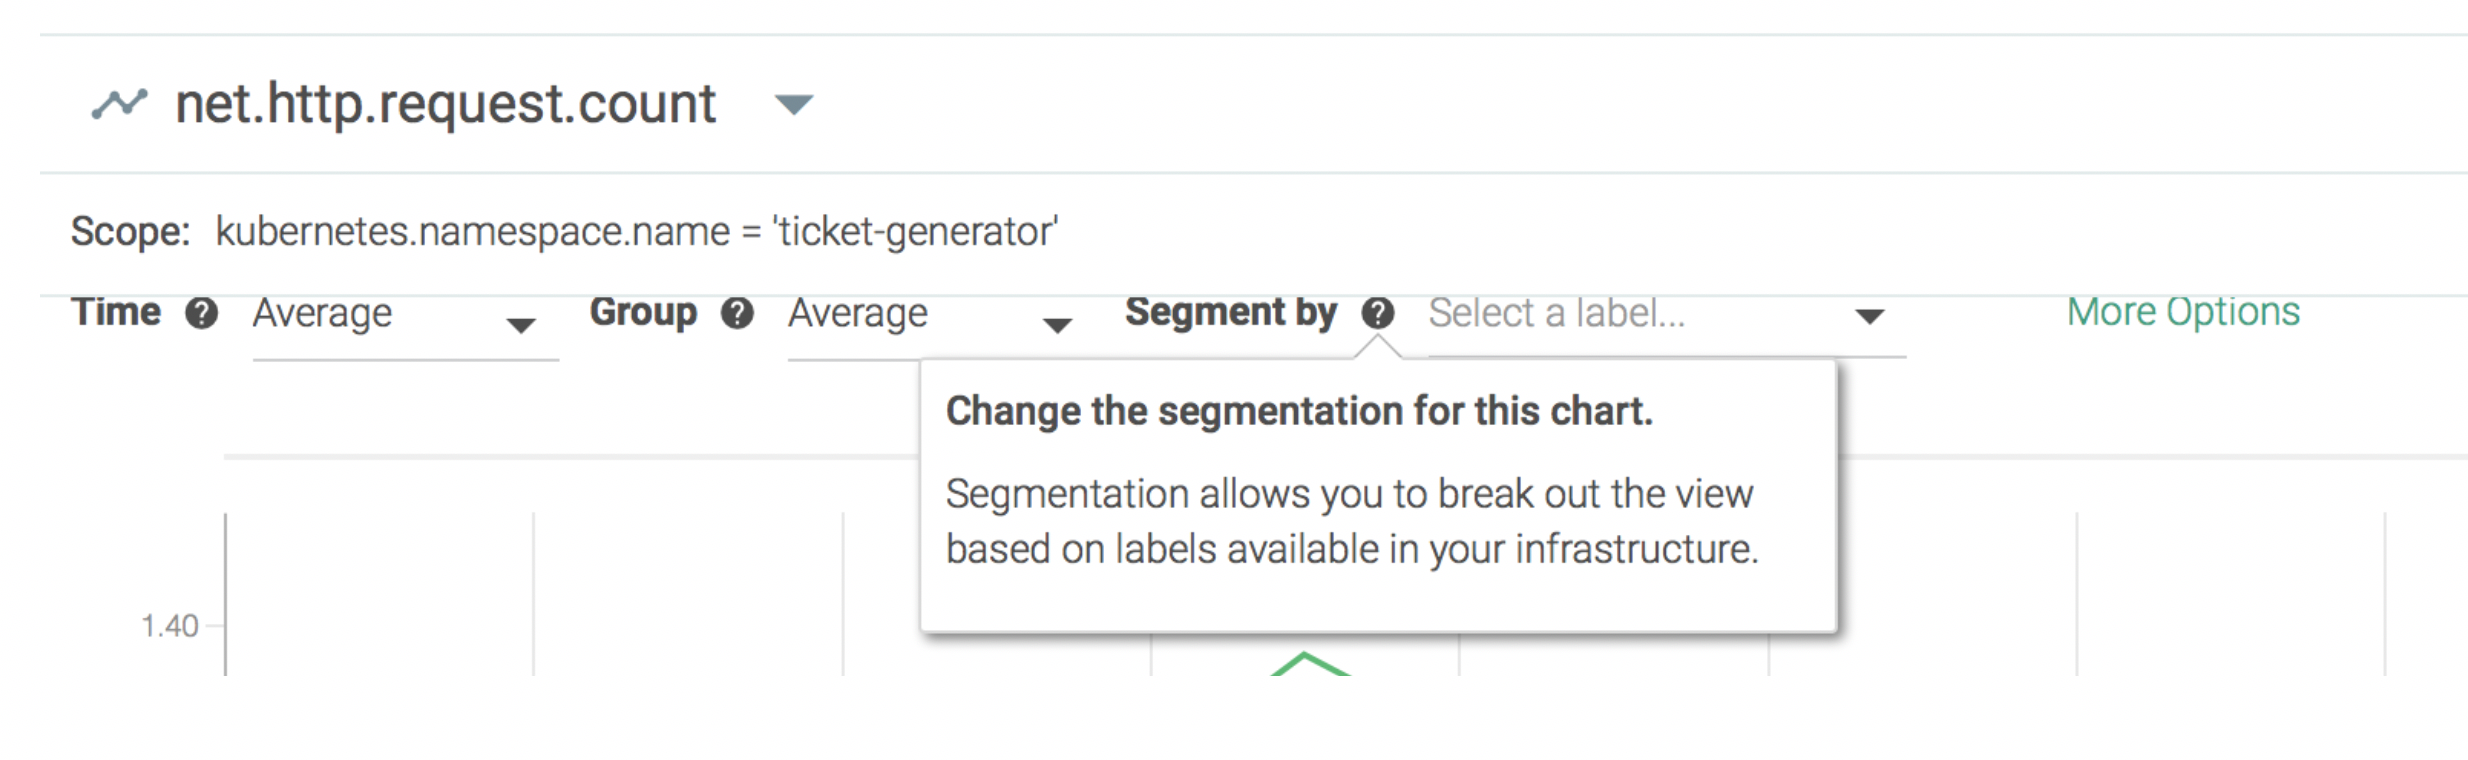 net.http.request.count
Scope: kubernetes.namespace.name = 'ticket-generator'
Time Average Group Average Segment by Select a label... More Options
Change the segmentation for this chart.
Segmentation allows you to break out the view
based on labels available in your infrastructure.
1.40